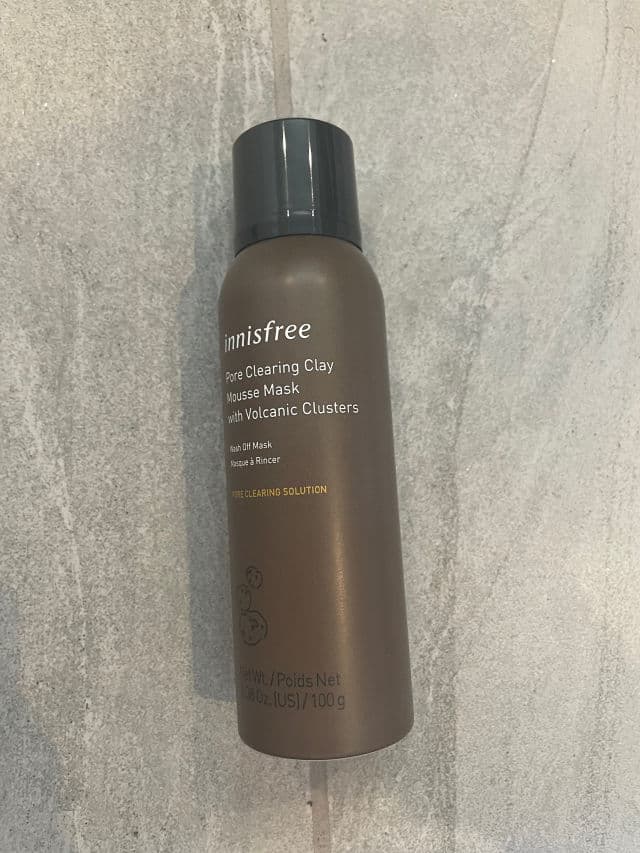 innisfree
Pore Clearing Clay
Mousse Mask
with Volcanic Clusters
Wash Off Mask
Masque à Rincer
PORE CLEARING SOLUTION
Net Wt. / Poids Net
Oz. (US) / 100 g